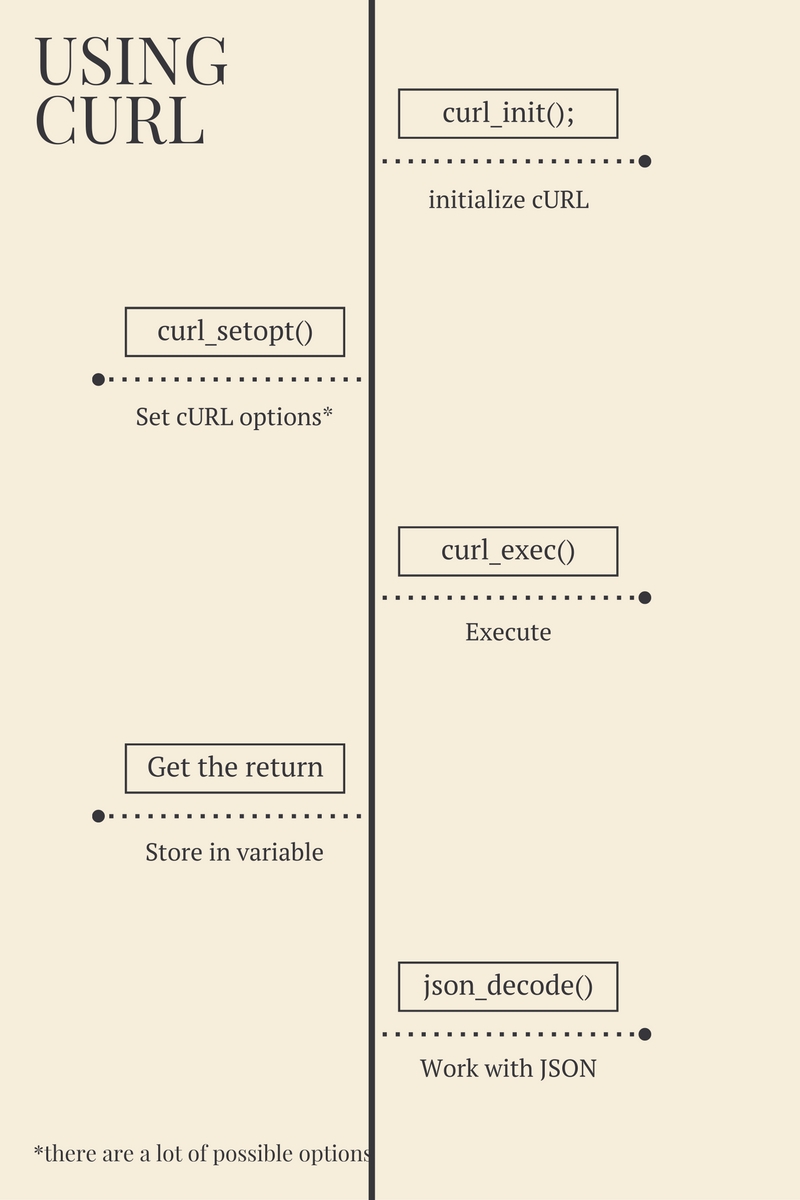 USING
CURL
curl_init();
initialize cURL
curl_setopt()
Set cURL options*
curl_exec()
Execute
Get the return
Store in variable
json_decode()
Work with JSON
*there are a lot of possible options